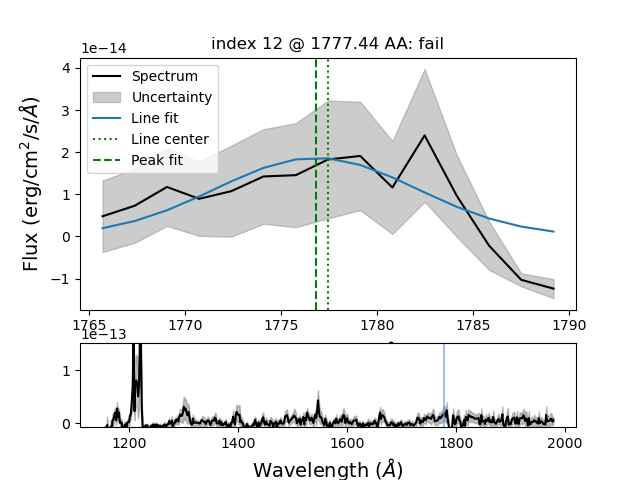 index 12 @ 1777.44 AA: fail
1e−14
Spectrum
Uncertainty
Line fit
Line center
Peak fit
4
3
2
1
0
−1
Flux (erg/cm²/s/Å)
1765 1770 1775 1780 1785 1790
1e−13
1
0
1200 1400 1600 1800 2000
Wavelength (Å)